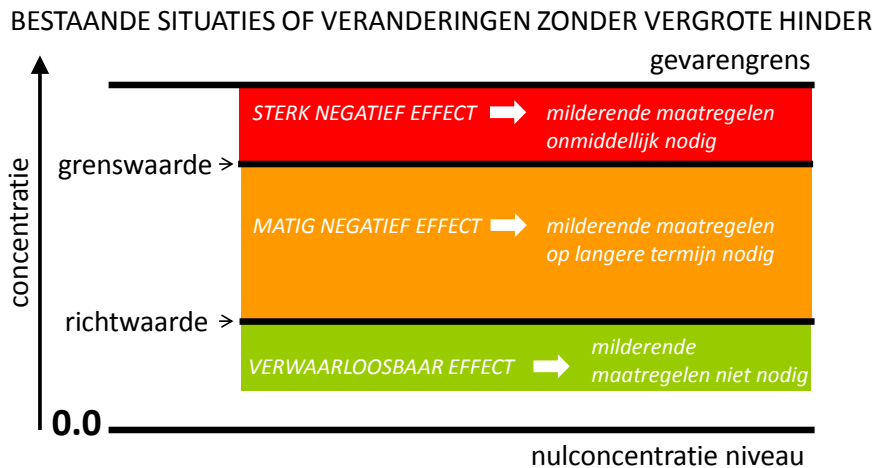 BESTAANDE SITUATIES OF VERANDERINGEN ZONDER VERGROTE HINDER
gevarengrens
STERK NEGATIEF EFFECT
milderende maatregelen
onmiddellijk nodig
grenswaarde
MATIG NEGATIEF EFFECT
milderende maatregelen
op langere termijn nodig
concentratie
richtwaarde
VERWAARLOOSBAAR EFFECT
milderende
maatregelen niet nodig
0.0
nulconcentratie niveau